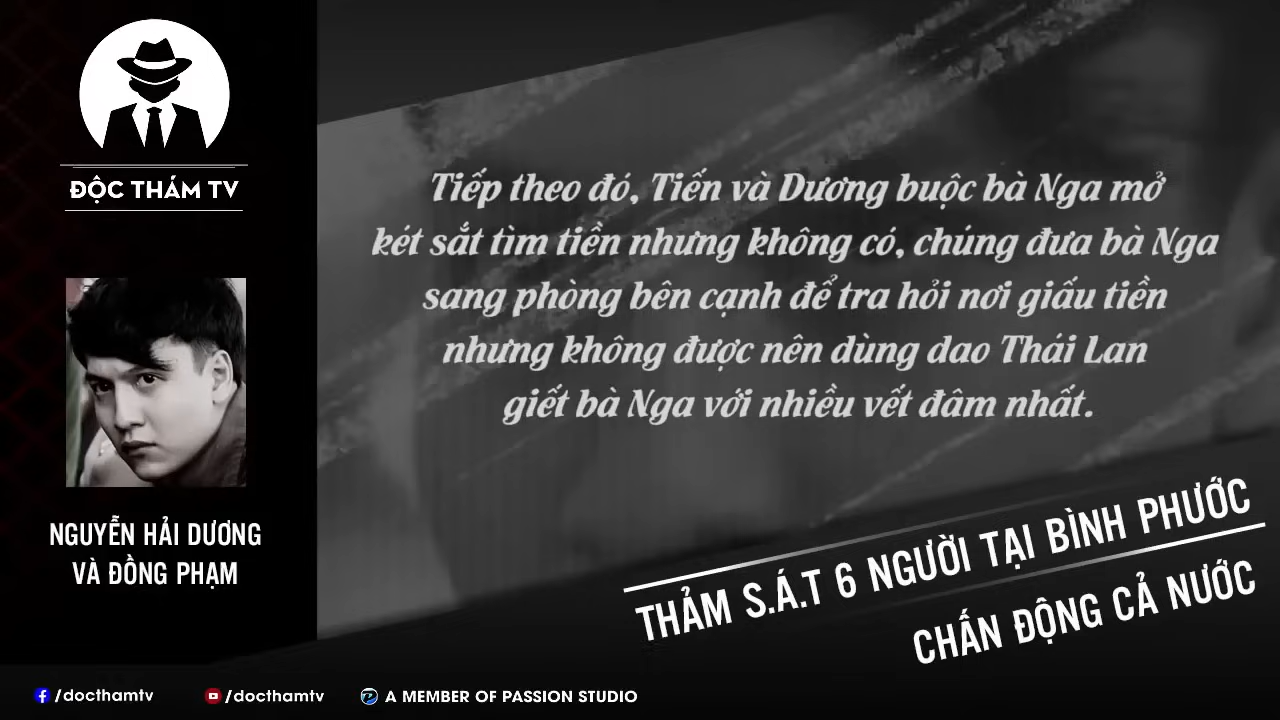 ĐỘC THÁM TV
Tiếp theo đó, Tiến và Dương buộc bà Nga mở
két sắt tìm tiền nhưng không có, chúng đưa bà Nga
sang phòng bên cạnh để tra hỏi nơi giấu tiền
nhưng không được nên dùng dao Thái Lan
giết bà Nga với nhiều vết đâm nhất.
NGUYỄN HẢI DƯƠNG
VÀ ĐỒNG PHẠM
THẢM S.Á.T 6 NGƯỜI TẠI BÌNH PHƯỚC
CHẤN ĐỘNG CẢ NƯỚC
/docthamtv
/docthamtv
A MEMBER OF PASSION STUDIO